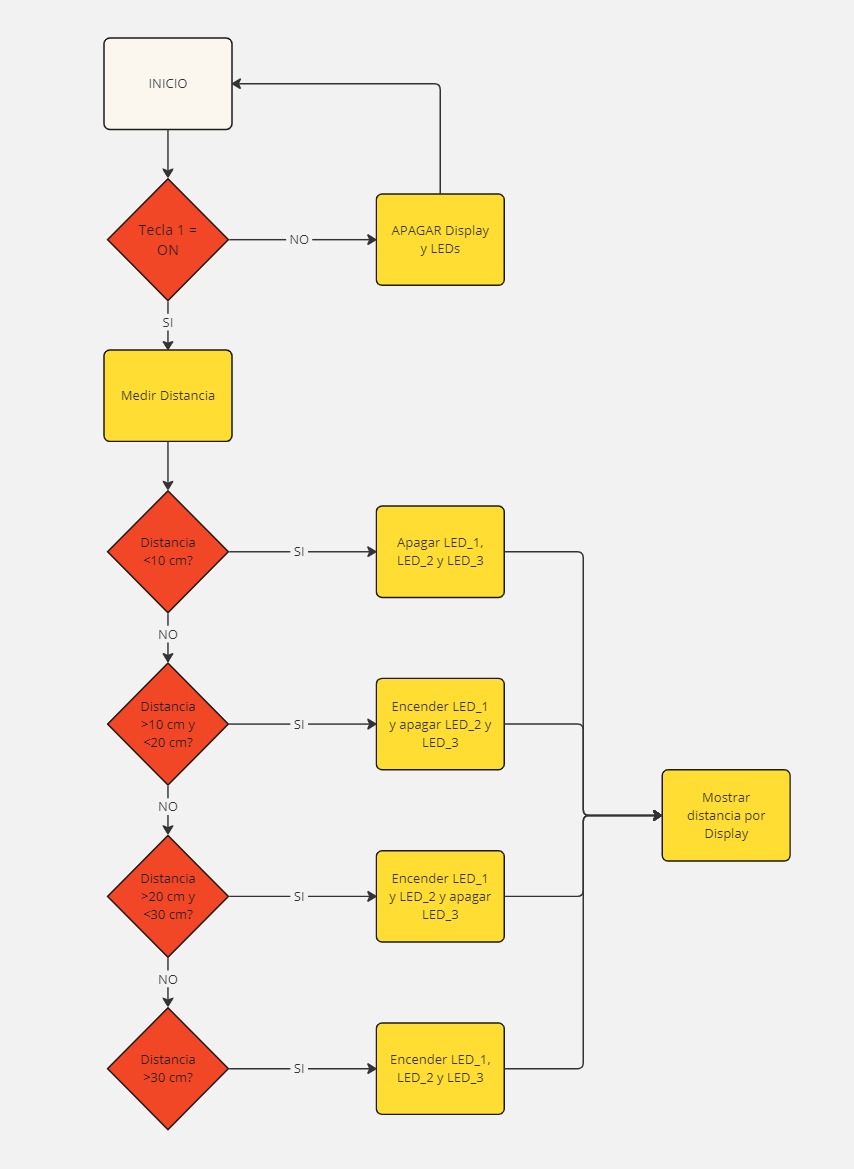 INICIO
Tecla 1 =
ON
NO
APAGAR Display
y LEDs
SI
Medir Distancia
Distancia
<10 cm?
SI
Apagar LED_1,
LED_2 y LED_3
NO
Distancia
>10 cm y
<20 cm?
SI
Encender LED_1
y apagar LED_2 y
LED_3
NO
Mostrar
distancia por
Display
Distancia
>20 cm y
<30 cm?
SI
Encender LED_1
y LED_2 y apagar
LED_3
NO
Distancia
>30 cm?
SI
Encender LED_1,
LED_2 y LED_3